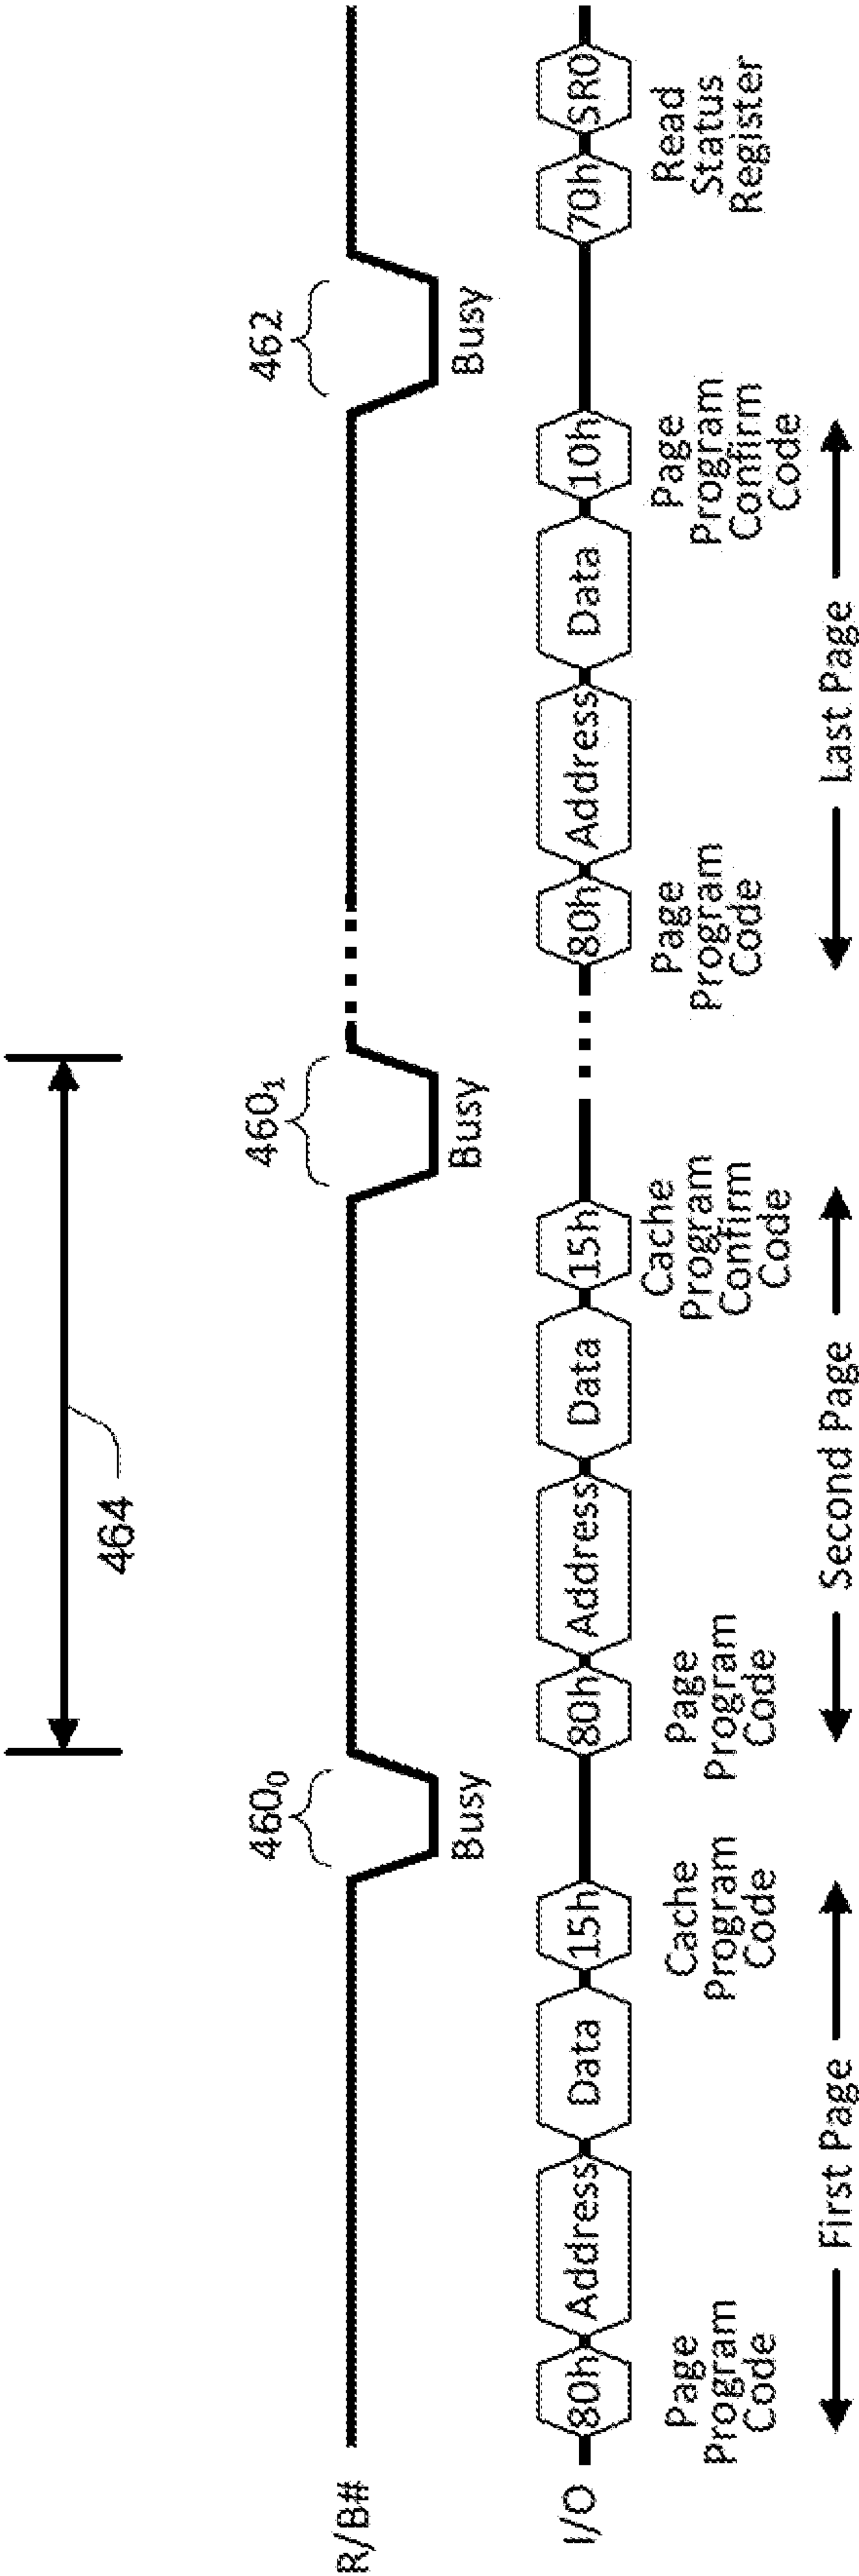 464
460₀
460₁
462
R/B#
Busy
Busy
Busy
I/O
80h
Address
Data
15h
80h
Address
Data
15h
80h
Address
Data
10h
70h
SR0
Page
Program
Code
Cache
Program
Code
Page
Program
Code
Cache
Program
Confirm
Code
Page
Program
Code
Page
Program
Confirm
Code
Read
Status
Register
First Page
Second Page
Last Page